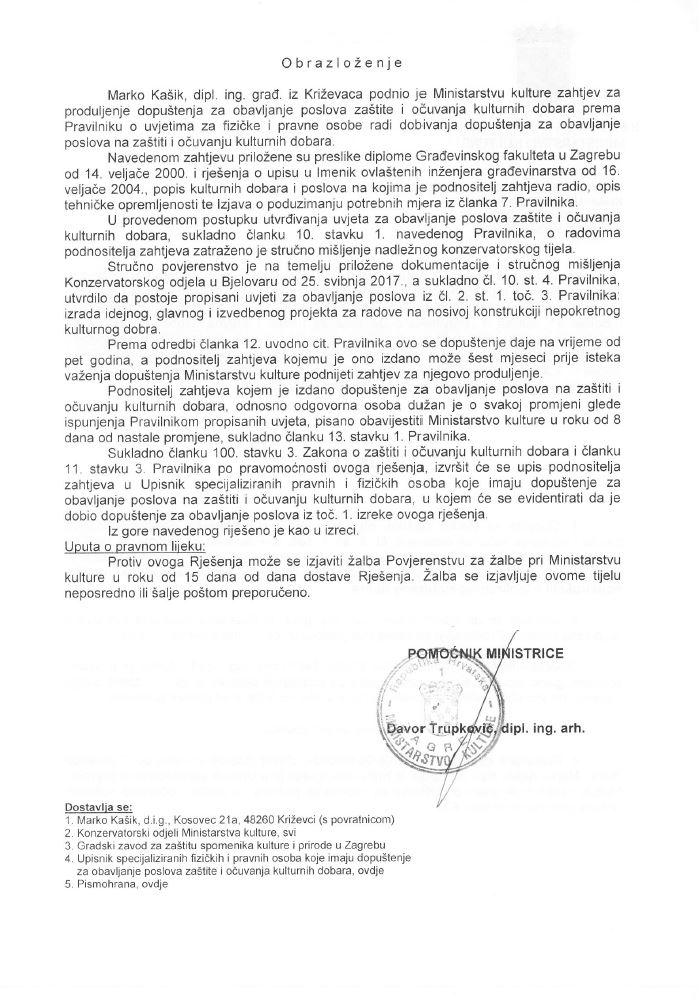 O b r a z l o ž e n j e
Marko Kašik, dipl. ing. građ. iz Križevaca podnio je Ministarstvu kulture zahtjev za
produljenje dopuštenja za obavljanje poslova zaštite i očuvanja kulturnih dobara prema
Pravilniku o uvjetima za fizičke i pravne osobe radi dobivanja dopuštenja za obavljanje
poslova na zaštiti i očuvanju kulturnih dobara.
Navedenom zahtjevu priložene su preslike diplome Građevinskog fakulteta u Zagrebu
od 14. veljače 2000. i rješenja o upisu u Imenik ovlaštenih inženjera građevinarstva od 16.
veljače 2004., popis kulturnih dobara i poslova na kojima je podnositelj zahtjeva radio, opis
tehničke opremljenosti te Izjava o poduzimanju potrebnih mjera iz članka 7. Pravilnika.
U provedenom postupku utvrđivanja uvjeta za obavljanje poslova zaštite i očuvanja
kulturnih dobara, sukladno članku 10. stavku 1. navedenog Pravilnika, o radovima
podnositelja zahtjeva zatraženo je stručno mišljenje nadležnog konzervatorskog tijela.
Stručno povjerenstvo je na temelju priložene dokumentacije i stručnog mišljenja
Konzervatorskog odjela u Bjelovaru od 25. svibnja 2017., a sukladno čl. 10. st. 4. Pravilnika,
utvrdilo da postoje propisani uvjeti za obavljanje poslova iz čl. 2. st. 1. toč. 3. Pravilnika:
izrada idejnog, glavnog i izvedbenog projekta za radove na nosivoj konstrukciji nepokretnog
kulturnog dobra.
Prema odredbi članka 12. uvodno cit. Pravilnika ovo se dopuštenje daje na vrijeme od
pet godina, a podnositelj zahtjeva kojemu je ono izdano može šest mjeseci prije isteka
važenja dopuštenja Ministarstvu kulture podnijeti zahtjev za njegovo produljenje.
Podnositelj zahtjeva kojem je izdano dopuštenje za obavljanje poslova na zaštiti i
očuvanju kulturnih dobara, odnosno odgovorna osoba dužan je o svakoj promjeni glede
ispunjenja Pravilnikom propisanih uvjeta, pisano obavijestiti Ministarstvo kulture u roku od 8
dana od nastale promjene, sukladno članku 13. stavku 1. Pravilnika.
Sukladno članku 100. stavku 3. Zakona o zaštiti i očuvanju kulturnih dobara i članku
11. stavku 3. Pravilnika po pravomoćnosti ovoga rješenja, izvršit će se upis podnositelja
zahtjeva u Upisnik specijaliziranih pravnih i fizičkih osoba koje imaju dopuštenje za
obavljanje poslova na zaštiti i očuvanju kulturnih dobara, u kojem će se evidentirati da je
dobio dopuštenje za obavljanje poslova iz toč. 1. izreke ovoga rješenja.
Iz gore navedenog riješeno je kao u izreci.
Uputa o pravnom lijeku:
Protiv ovoga Rješenja može se izjaviti žalba Povjerenstvu za žalbe pri Ministarstvu
kulture u roku od 15 dana od dana dostave Rješenja. Žalba se izjavljuje ovome tijelu
neposredno ili šalje poštom preporučeno.
POMOĆNIK MINISTRICE
Republika Hrvatska
1
Davor Trupković, dipl. ing. arh.
ZAGREB
MINISTARSTVO KULTURE
Dostavlja se:
1. Marko Kašik, d.i.g., Kosovec 21a, 48260 Križevci (s povratnicom)
2. Konzervatorski odjeli Ministarstva kulture, svi
3. Gradski zavod za zaštitu spomenika kulture i prirode u Zagrebu
4. Upisnik specijaliziranih fizičkih i pravnih osoba koje imaju dopuštenje
za obavljanje poslova zaštite i očuvanja kulturnih dobara, ovdje
5. Pismohrana, ovdje